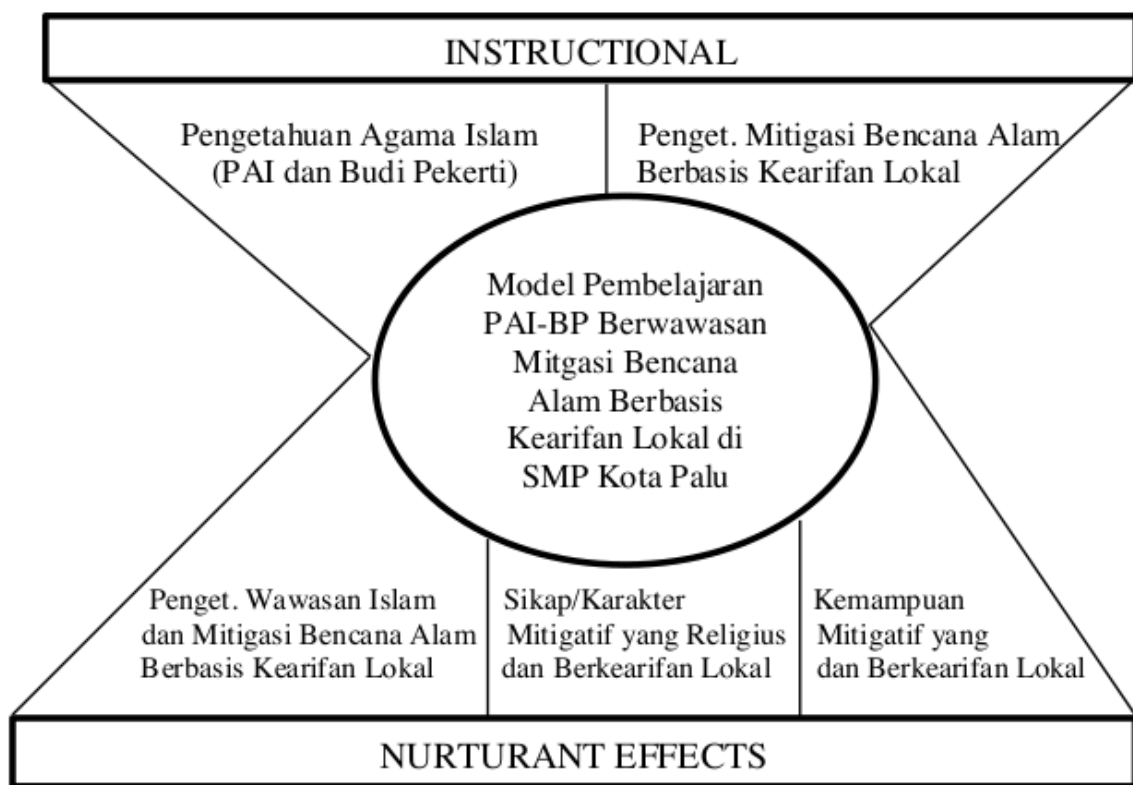 INSTRUCTIONAL
Pengetahuan Agama Islam
(PAI dan Budi Pekerti)
Penget. Mitigasi Bencana Alam
Berbasis Kearifan Lokal
Model Pembelajaran
PAI-BP Berwawasan
Mitgasi Bencana
Alam Berbasis
Kearifan Lokal di
SMP Kota Palu
Penget. Wawasan Islam
dan Mitigasi Bencana Alam
Berbasis Kearifan Lokal
Sikap/Karakter
Mitigatif yang Religius
dan Berkearifan Lokal
Kemampuan
Mitigatif yang
dan Berkearifan Lokal
NURTURANT EFFECTS